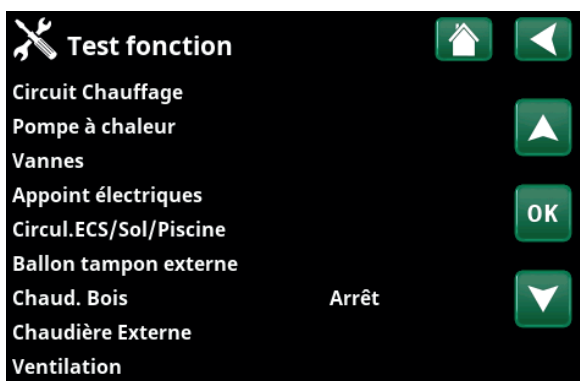 Test fonction
Circuit Chauffage
Pompe à chaleur
Vannes
Appoint électriques
Circul.ECS/Sol/Piscine
Ballon tampon externe
Chaud. Bois Arrêt
Chaudière Externe
Ventilation
OK